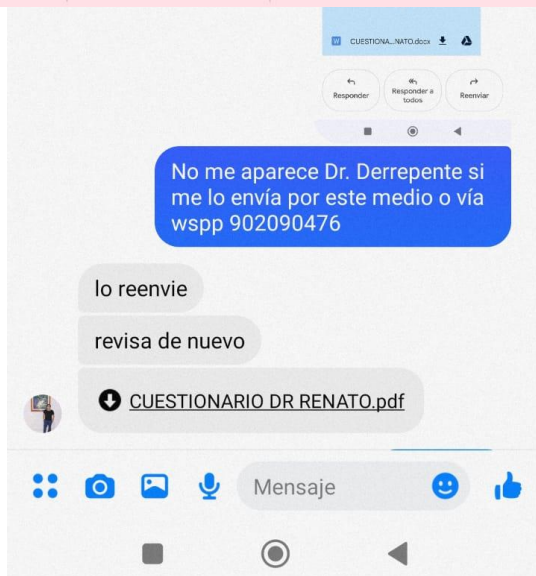 CUESTIONA...NATO.docx
Responder
Responder a
todos
Reenviar
No me aparece Dr. Derrepente si
me lo envía por este medio o vía
wspp 902090476
lo reenvie
revisa de nuevo
CUESTIONARIO DR RENATO.pdf
Mensaje